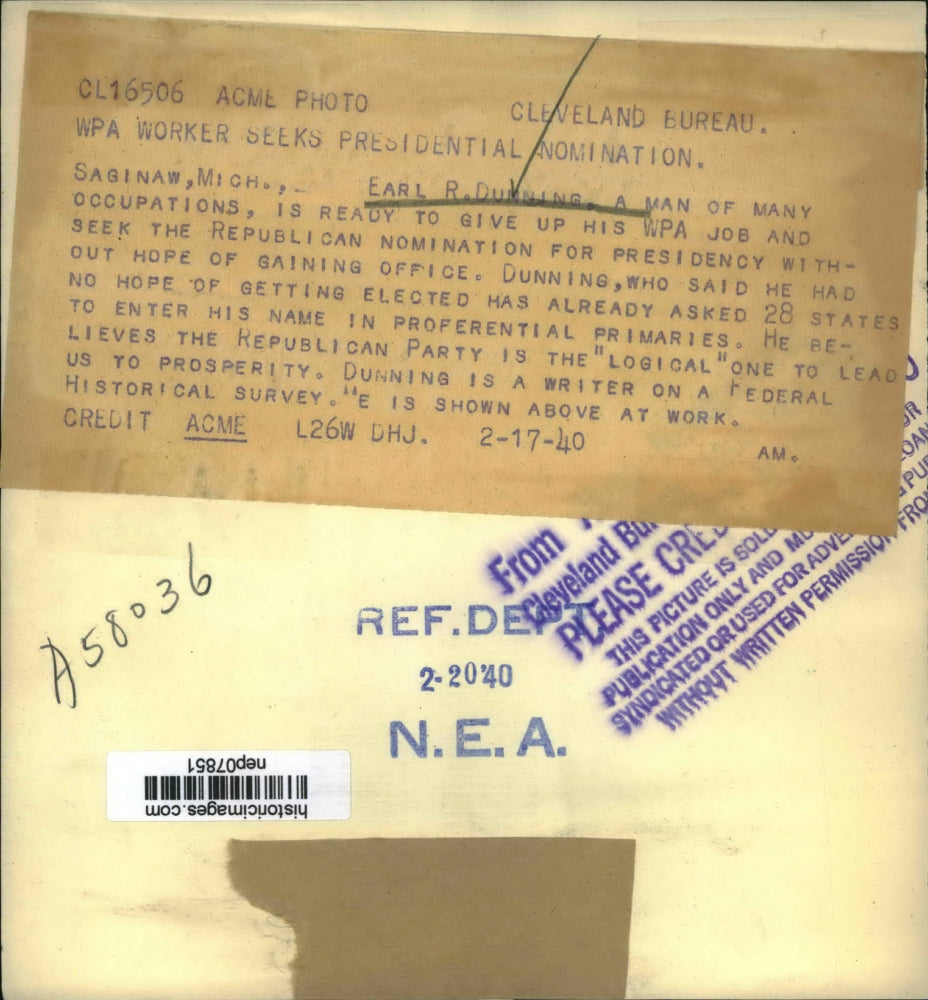 CL16506 ACME PHOTO CLEVELAND BUREAU.
WPA WORKER SEEKS PRESIDENTIAL NOMINATION.
SAGINAW, MICH., - EARL R. DUNNING, A MAN OF MANY
OCCUPATIONS, IS READY TO GIVE UP HIS WPA JOB AND
SEEK THE REPUBLICAN NOMINATION FOR PRESIDENCY WITH-
OUT HOPE OF GAINING OFFICE. DUNNING, WHO SAID HE HAD
NO HOPE OF GETTING ELECTED HAS ALREADY ASKED 28 STATES
TO ENTER HIS NAME IN PROFERENTIAL PRIMARIES. HE BE-
LIEVES THE REPUBLICAN PARTY IS THE "LOGICAL" ONE TO LEAD
US TO PROSPERITY. DUNNING IS A WRITER ON A FEDERAL
HISTORICAL SURVEY. "E IS SHOWN ABOVE AT WORK.
CREDIT ACME L26W DHJ. 2-17-40 AM.
A58036
REF.DEPT
2-20'40
N.E.A.
From
Cleveland
PLEASE
THIS PICTURE IS SOLD
PUBLICATION ONLY AND
SYNDICATED OR USED FOR
WITHOUT WRITTEN PERMISSION FROM
historicimages.com
nep07851